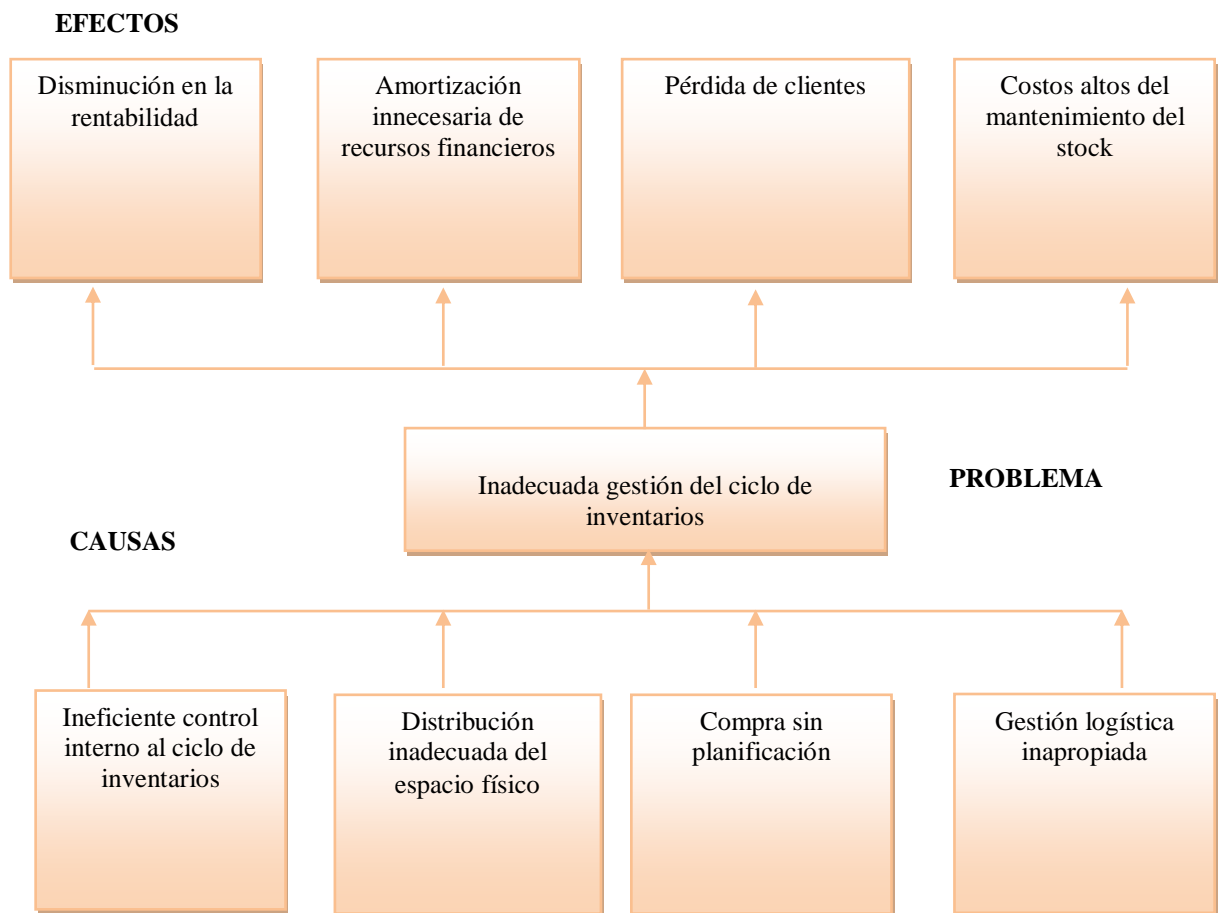 EFECTOS
Disminución en la
rentabilidad
Amortización
innecesaria de
recursos financieros
Pérdida de clientes
Costos altos del
mantenimiento del
stock
Inadecuada gestión del ciclo de
inventarios
PROBLEMA
CAUSAS
Ineficiente control
interno al ciclo de
inventarios
Distribución
inadecuada del
espacio físico
Compra sin
planificación
Gestión logística
inapropiada